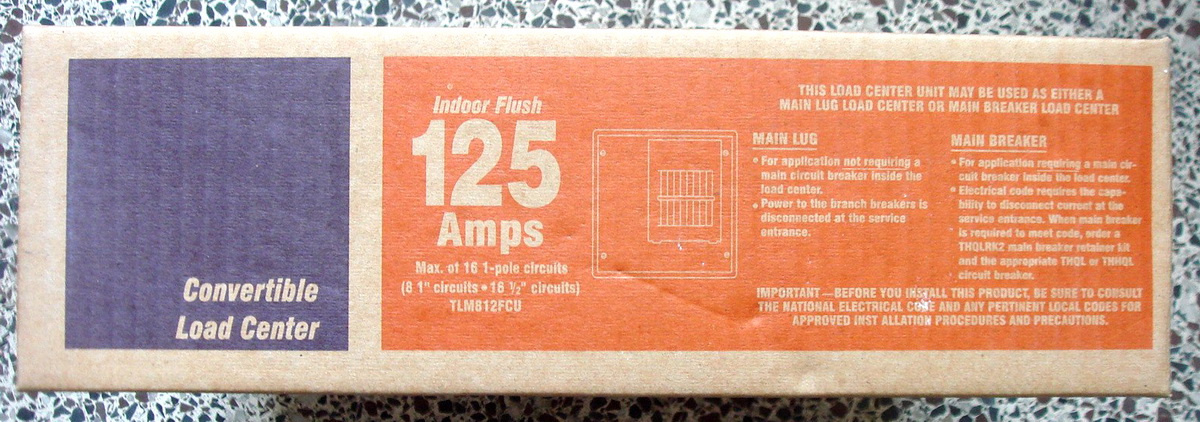 Convertible
Load Center
Indoor Flush
125
Amps
Max. of 16 1-pole circuits
(8 1" circuits • 16 ½" circuits)
TLM812FCU
THIS LOAD CENTER UNIT MAY BE USED AS EITHER A
MAIN LUG LOAD CENTER OR MAIN BREAKER LOAD CENTER
MAIN LUG
• For application not requiring a
main circuit breaker inside the
load center.
• Power to the branch breakers is
disconnected at the service
entrance.
MAIN BREAKER
• For application requiring a main cir-
cuit breaker inside the load center.
• Electrical code requires the capa-
bility to disconnect current at the
service entrance. When main breaker
is required to meet code, order a
THQLRK2 main breaker retainer kit
and the appropriate THQL or THHQL
circuit breaker.
IMPORTANT—BEFORE YOU INSTALL THIS PRODUCT, BE SURE TO CONSULT
THE NATIONAL ELECTRICAL CODE AND ANY PERTINENT LOCAL CODES FOR
APPROVED INST ALLATION PROCEDURES AND PRECAUTIONS.